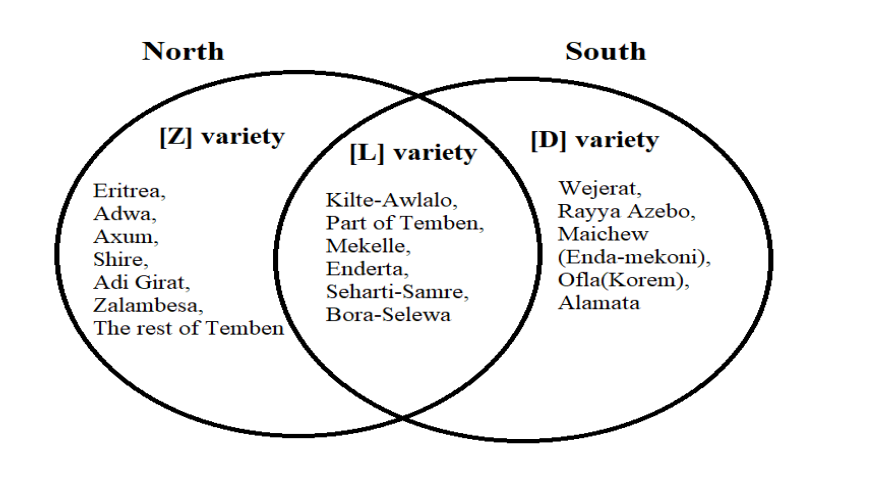 North
South
[Z] variety
Eritrea,
Adwa,
Axum,
Shire,
Adi Girat,
Zalambesa,
The rest of Temben
[L] variety
Kilte-Awlalo,
Part of Temben,
Mekelle,
Enderta,
Seharti-Samre,
Bora-Selewa
[D] variety
Wejerat,
Rayya Azebo,
Maichew
(Enda-mekoni),
Ofla(Korem),
Alamata